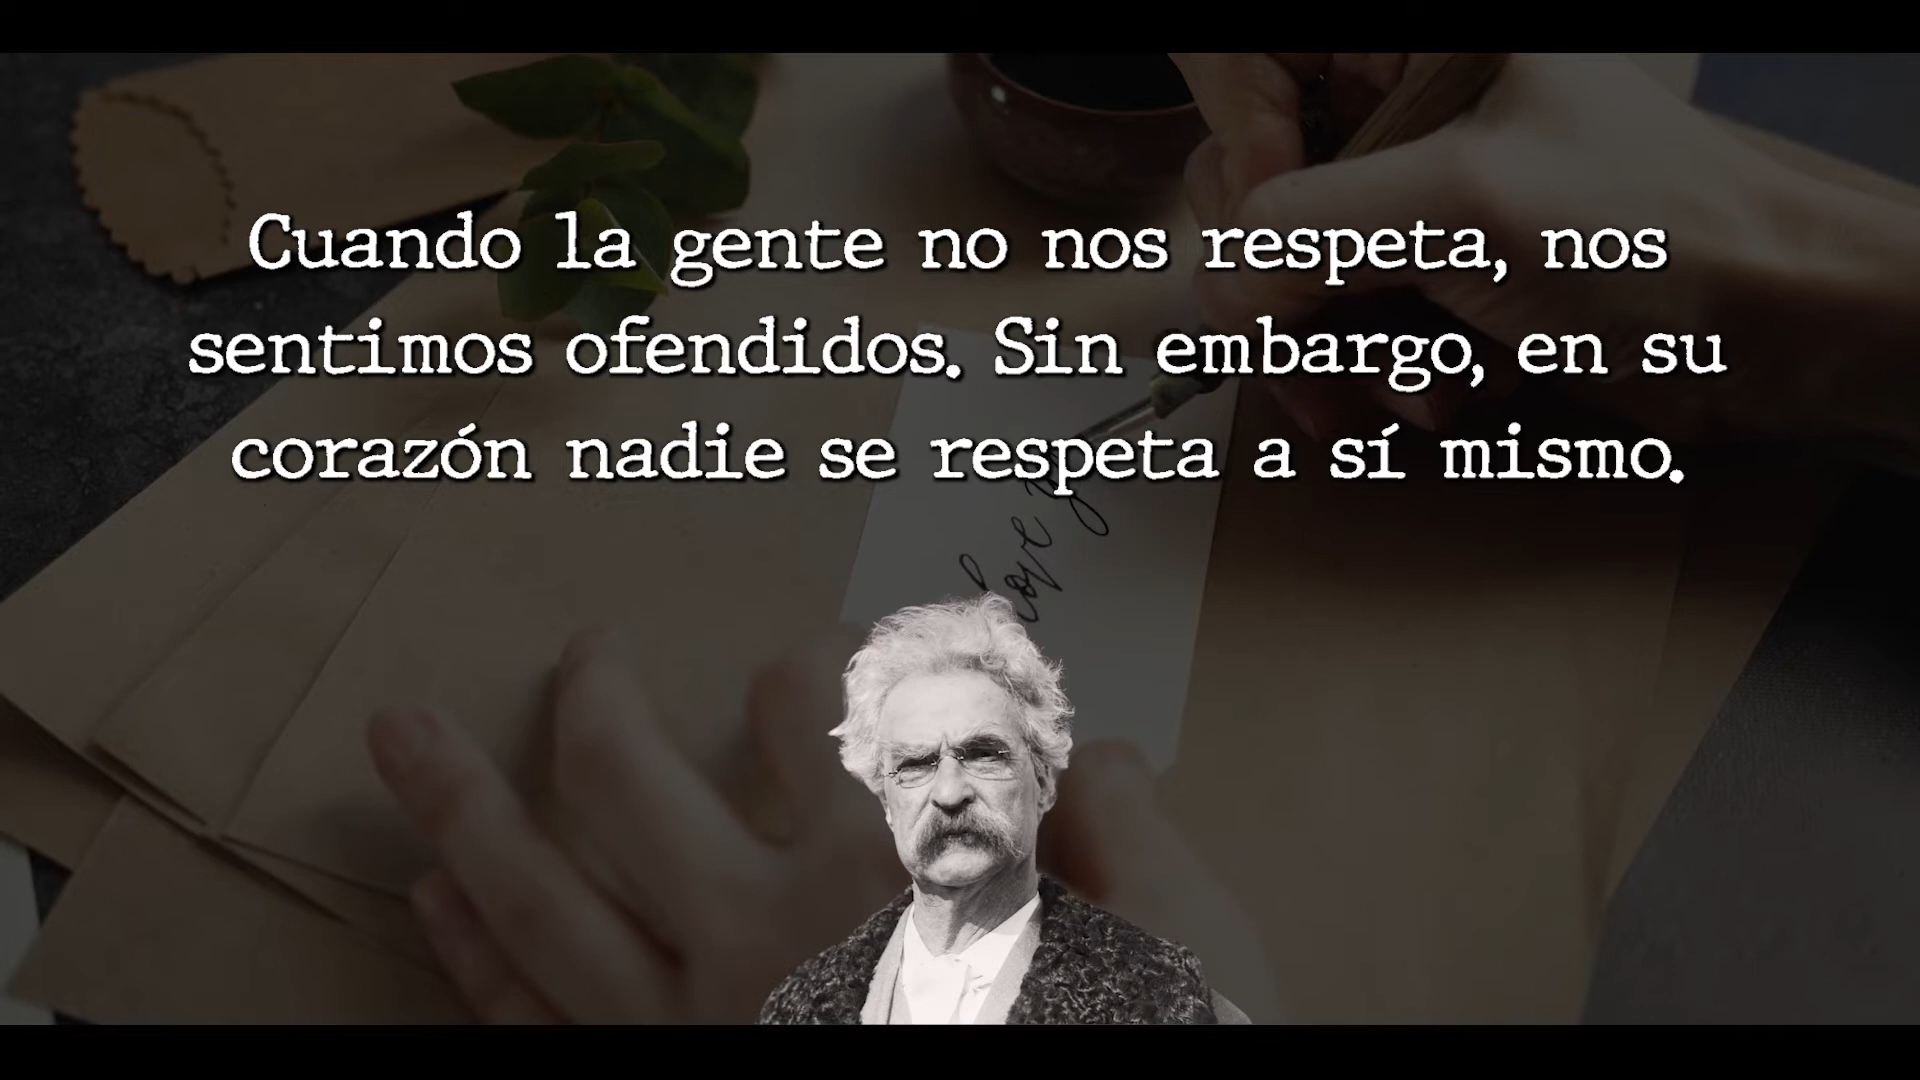 Cuando la gente no nos respeta, nos
sentimos ofendidos. Sin embargo, en su
corazón nadie se respeta a sí mismo.
Love